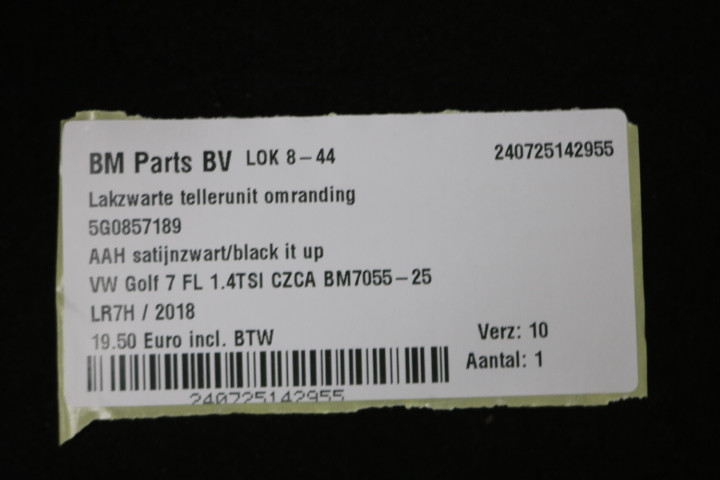 BM Parts BV LOK 8-44 240725142955
Lakzwarte tellerunit omranding
5G0857189
AAH satijnzwart/black it up
VW Golf 7 FL 1.4TSI CZCA BM7055-25
LR7H / 2018
19.50 Euro incl. BTW Verz: 10
Aantal: 1
240725142955